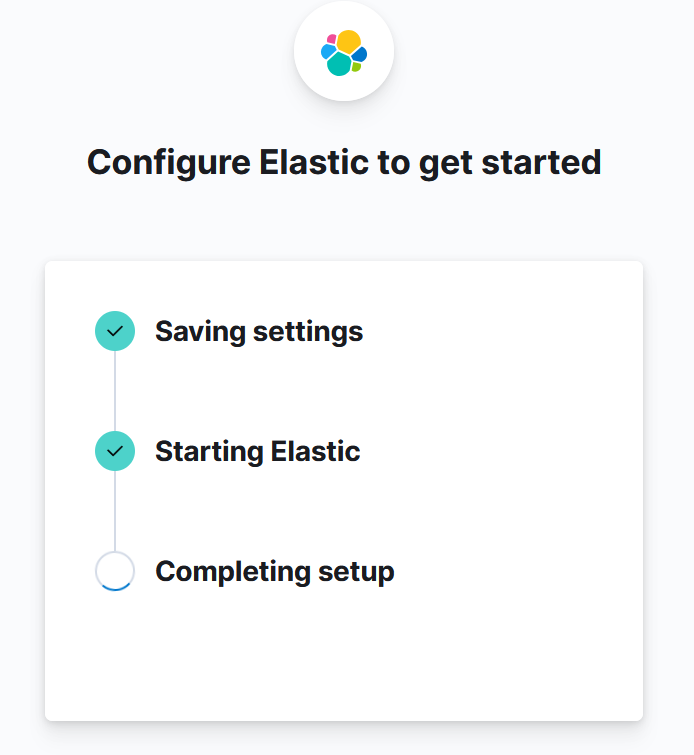 Configure Elastic to get started
Saving settings
Starting Elastic
Completing setup